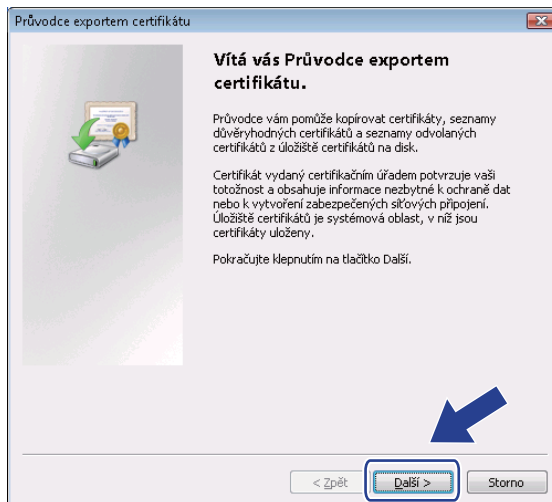 Průvodce exportem certifikátu
Vítá vás Průvodce exportem
certifikátu.
Průvodce vám pomůže kopírovat certifikáty, seznamy
důvěryhodných certifikátů a seznamy odvolaných
certifikátů z úložiště certifikátů na disk.
Certifikát vydaný certifikačním úřadem potvrzuje vaši
totožnost a obsahuje informace nezbytné k ochraně dat
nebo k vytvoření zabezpečených síťových připojení.
Úložiště certifikátů je systémová oblast, v níž jsou
certifikáty uloženy.
Pokračujte klepnutím na tlačítko Další.
< Zpět
Další >
Storno